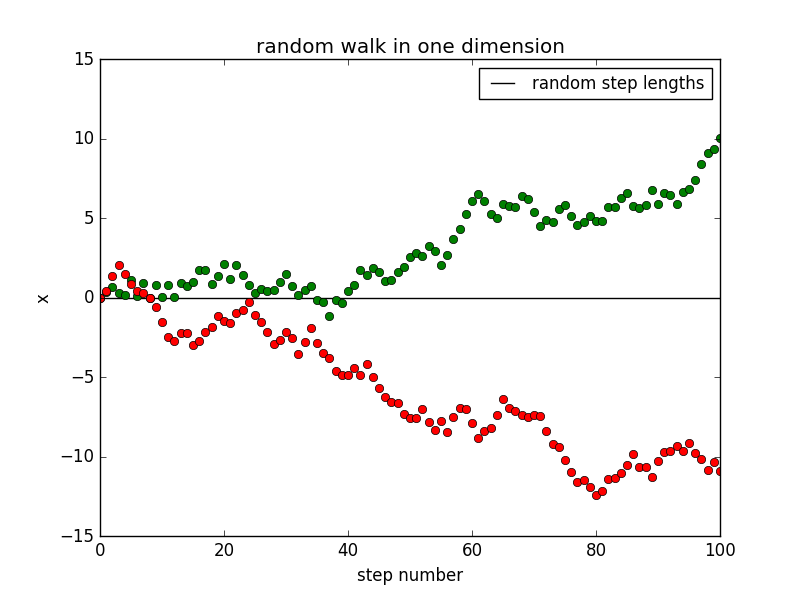 random walk in one dimension
random step lengths
15
10
5
0
−5
−10
−15
x
0 20 40 60 80 100
step number